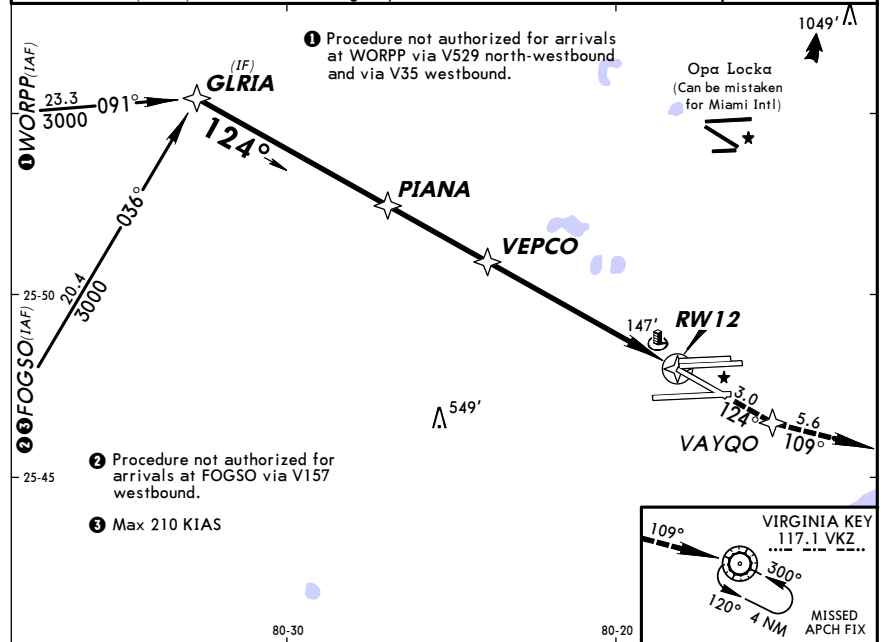 1049'
❶ Procedure not authorized for arrivals
at WORPP via V529 north-westbound
and via V35 westbound.
(IF)
GLRIA
Opa Locka
(Can be mistaken
for Miami Intl)
❶WORPP(IAF)
23.3
3000
091°
124°
036°
20.4
3000
PIANA
VEPCO
25-50
147'
RW12
3.0
124°
5.6
109°
VAYQO
❷❸FOGSO(IAF)
549'
❷ Procedure not authorized for
arrivals at FOGSO via V157
westbound.
25-45
❸ Max 210 KIAS
VIRGINIA KEY
117.1 VKZ
109°
300°
120°
4 NM
MISSED
APCH FIX
80-30
80-20